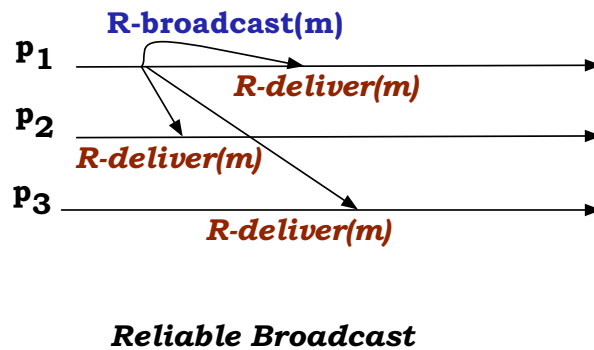 R-broadcast(m)
p1
R-deliver(m)
p2
R-deliver(m)
p3
R-deliver(m)
Reliable Broadcast